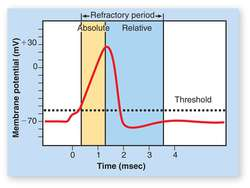 Refractory period
Absolute Relative
Membrane potential (mV)
+30
0
Threshold
–70
0 1 2 3 4
Time (msec)